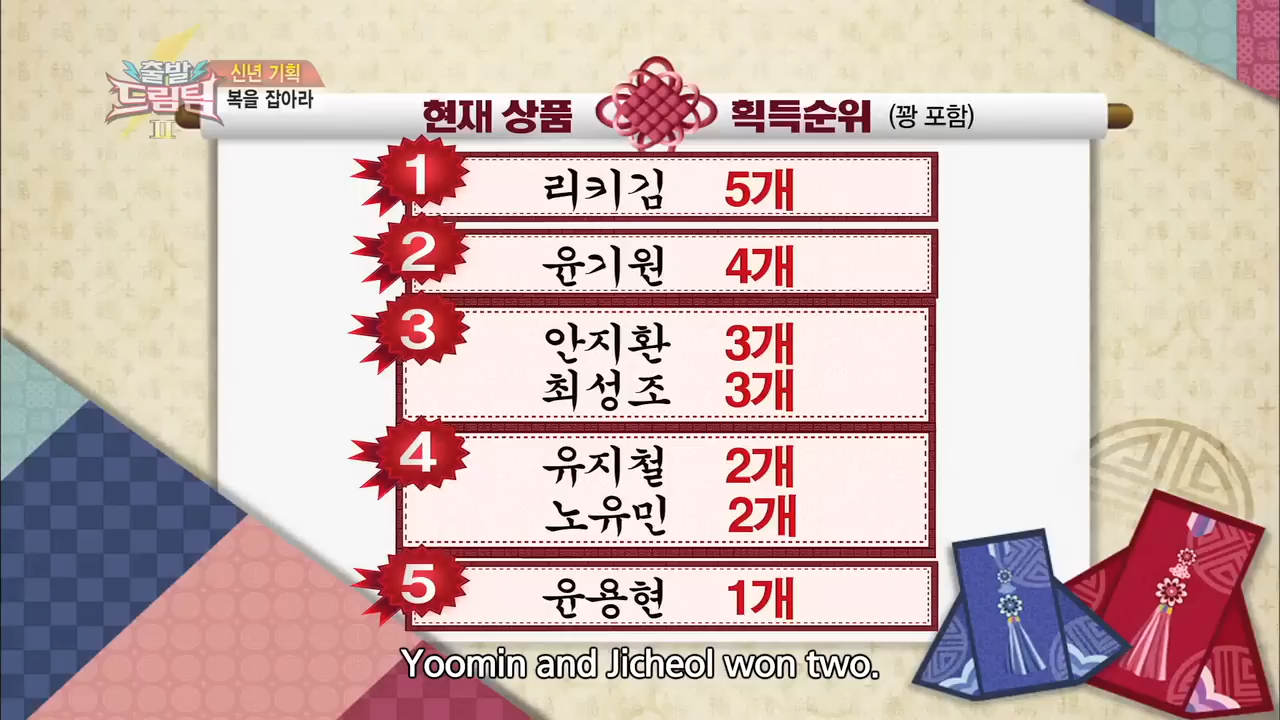 출발
드림팀
III
신년 기획
복을 잡아라
현재 상품 획득순위 (꽝 포함)
1 리키김 5개
2 윤기원 4개
3 안지환 3개
최성조 3개
4 유지철 2개
노유민 2개
5 윤용현 1개
Yoomin and Jicheol won two.